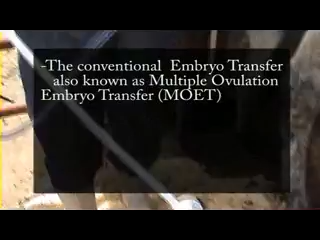 -The conventional Embryo Transfer
also known as Multiple Ovulation
Embryo Transfer (MOET)